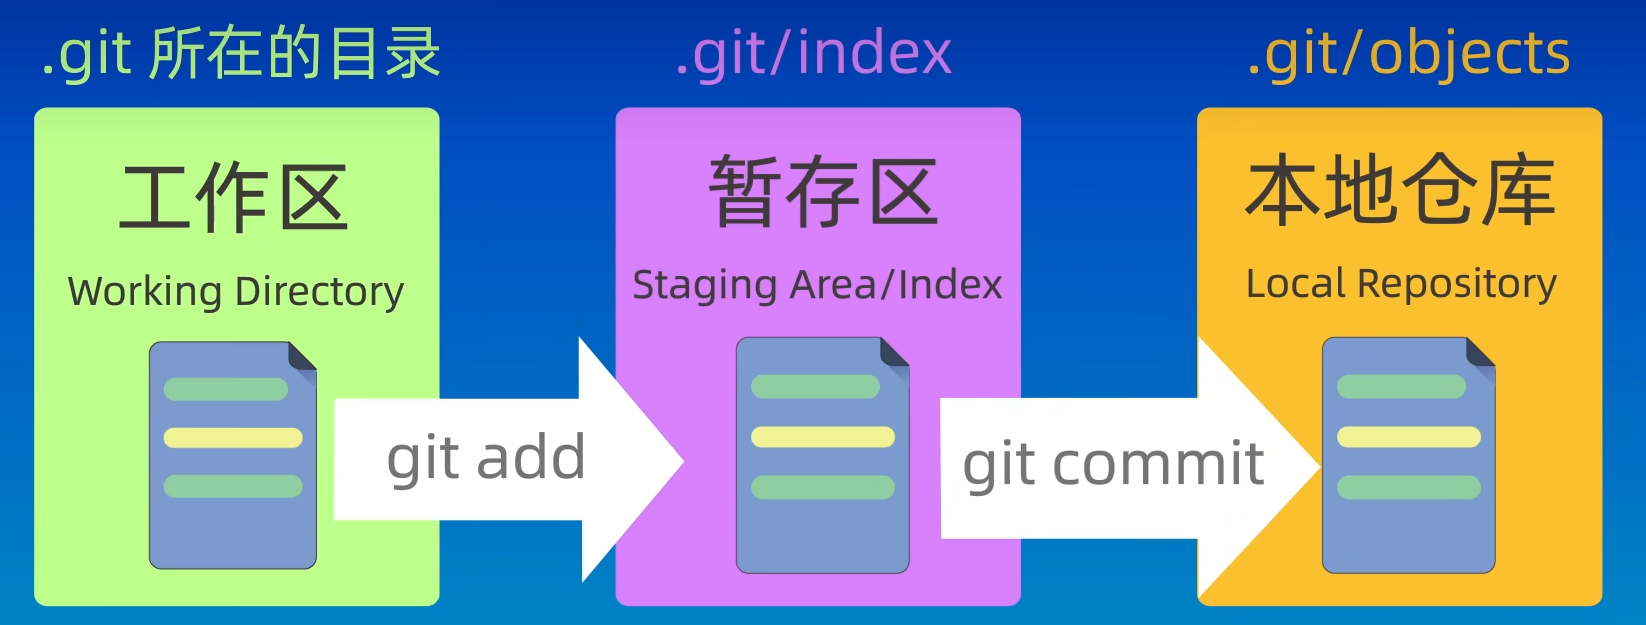 .git 所在的目录
.git/index
.git/objects
工作区
暂存区
本地仓库
Working Directory
Staging Area/Index
Local Repository
git add
git commit